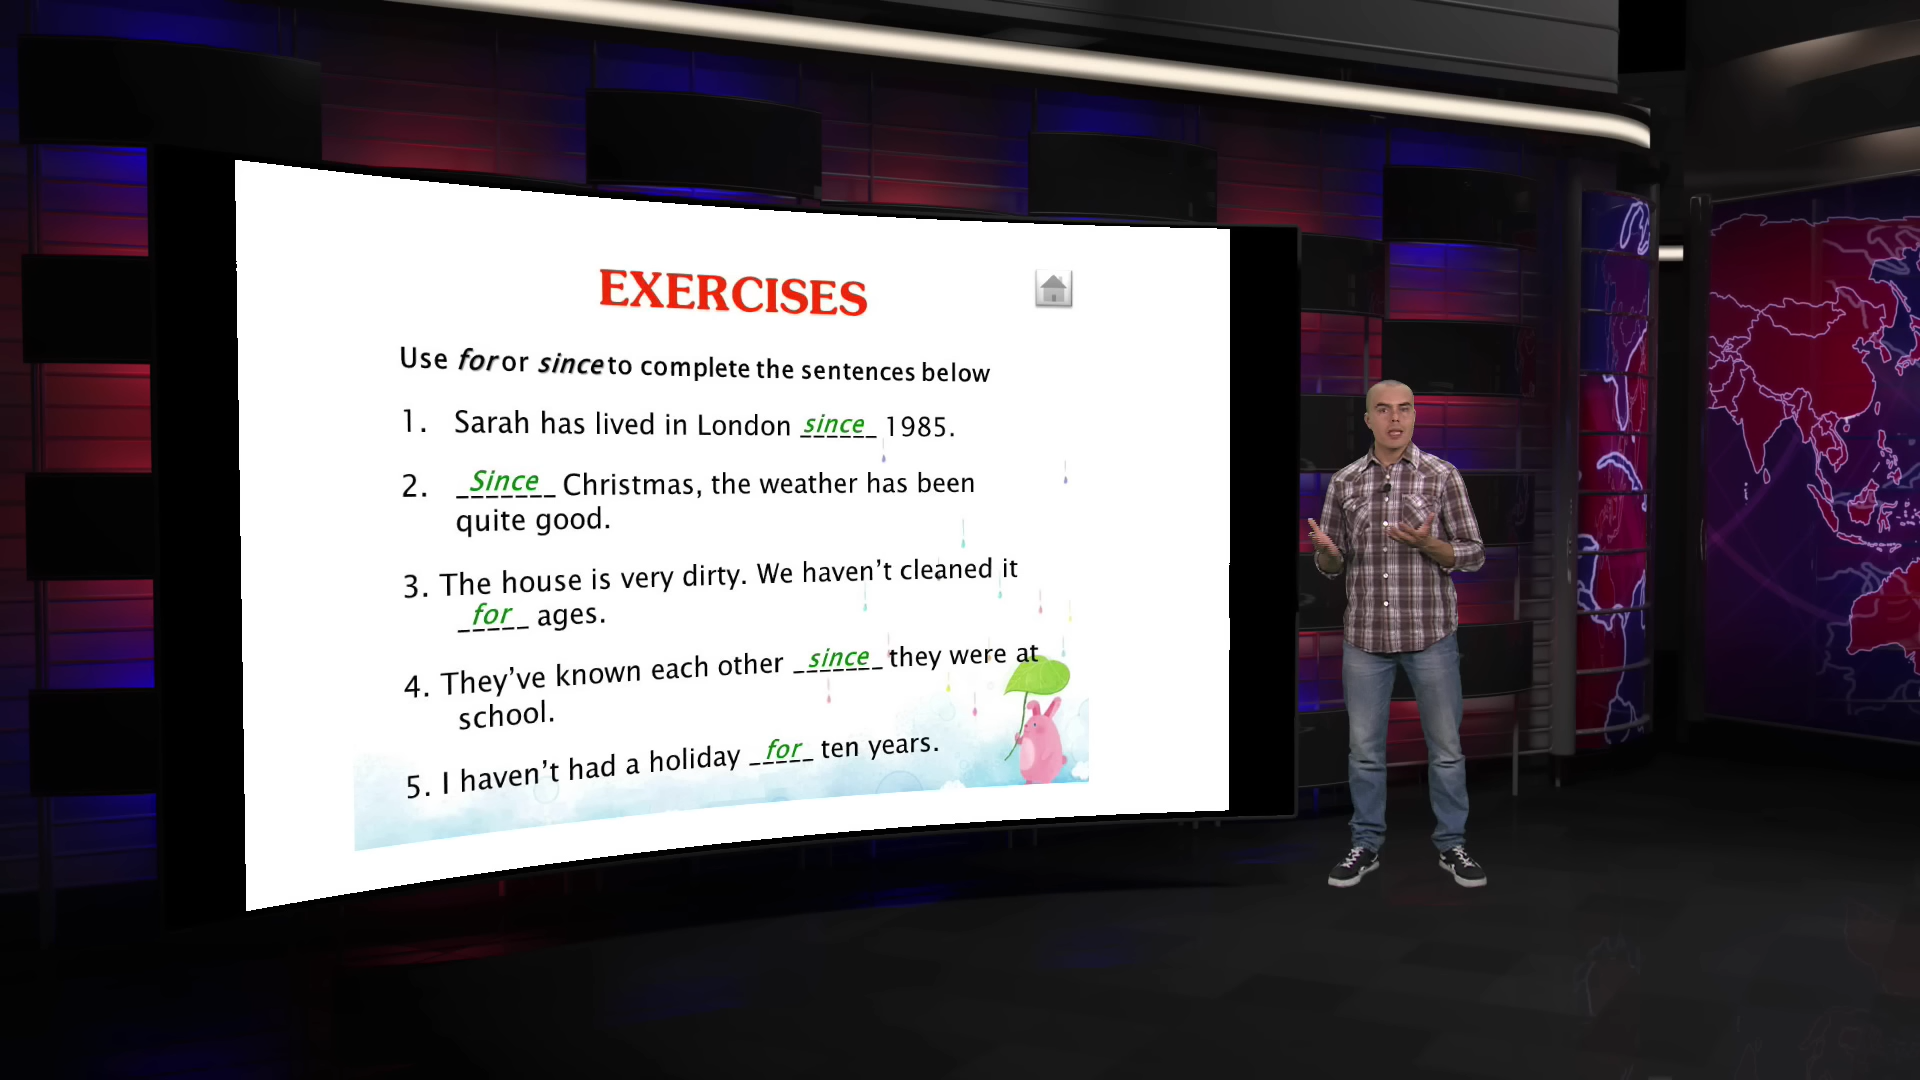 EXERCISES
Use for or since to complete the sentences below
1. Sarah has lived in London _since_ 1985.
2. _Since_ Christmas, the weather has been
quite good.
3. The house is very dirty. We haven't cleaned it
_for_ ages.
4. They've known each other _since_ they were at
school.
5. I haven't had a holiday _for_ ten years.